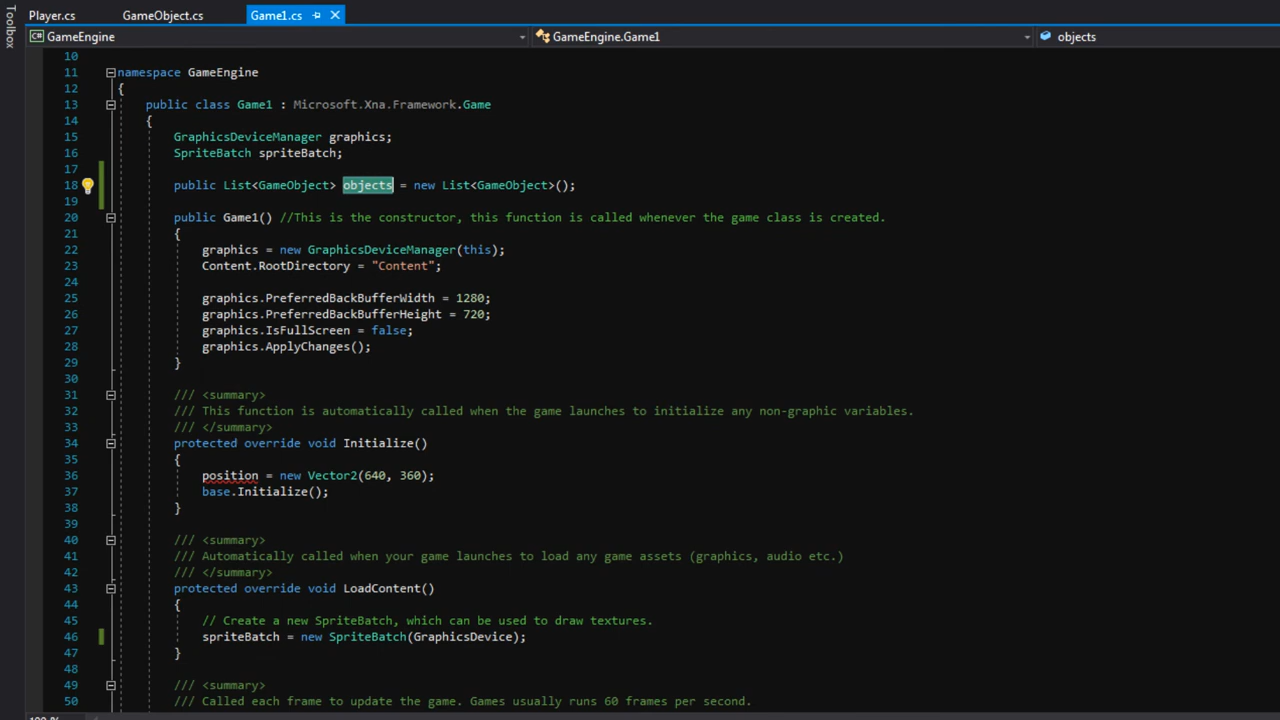 Toolbox
Player.cs GameObject.cs Game1.cs
C# GameEngine GameEngine.Game1 objects
10
11 namespace GameEngine
12 {
13 public class Game1 : Microsoft.Xna.Framework.Game
14 {
15 GraphicsDeviceManager graphics;
16 SpriteBatch spriteBatch;
17
18 public List<GameObject> objects = new List<GameObject>();
19
20 public Game1() //This is the constructor, this function is called whenever the game class is created.
21 {
22 graphics = new GraphicsDeviceManager(this);
23 Content.RootDirectory = "Content";
24
25 graphics.PreferredBackBufferWidth = 1280;
26 graphics.PreferredBackBufferHeight = 720;
27 graphics.IsFullScreen = false;
28 graphics.ApplyChanges();
29 }
30
31 /// <summary>
32 /// This function is automatically called when the game launches to initialize any non-graphic variables.
33 /// </summary>
34 protected override void Initialize()
35 {
36 position = new Vector2(640, 360);
37 base.Initialize();
38 }
39
40 /// <summary>
41 /// Automatically called when your game launches to load any game assets (graphics, audio etc.)
42 /// </summary>
43 protected override void LoadContent()
44 {
45 // Create a new SpriteBatch, which can be used to draw textures.
46 spriteBatch = new SpriteBatch(GraphicsDevice);
47 }
48
49 /// <summary>
50 /// Called each frame to update the game. Games usually runs 60 frames per second.